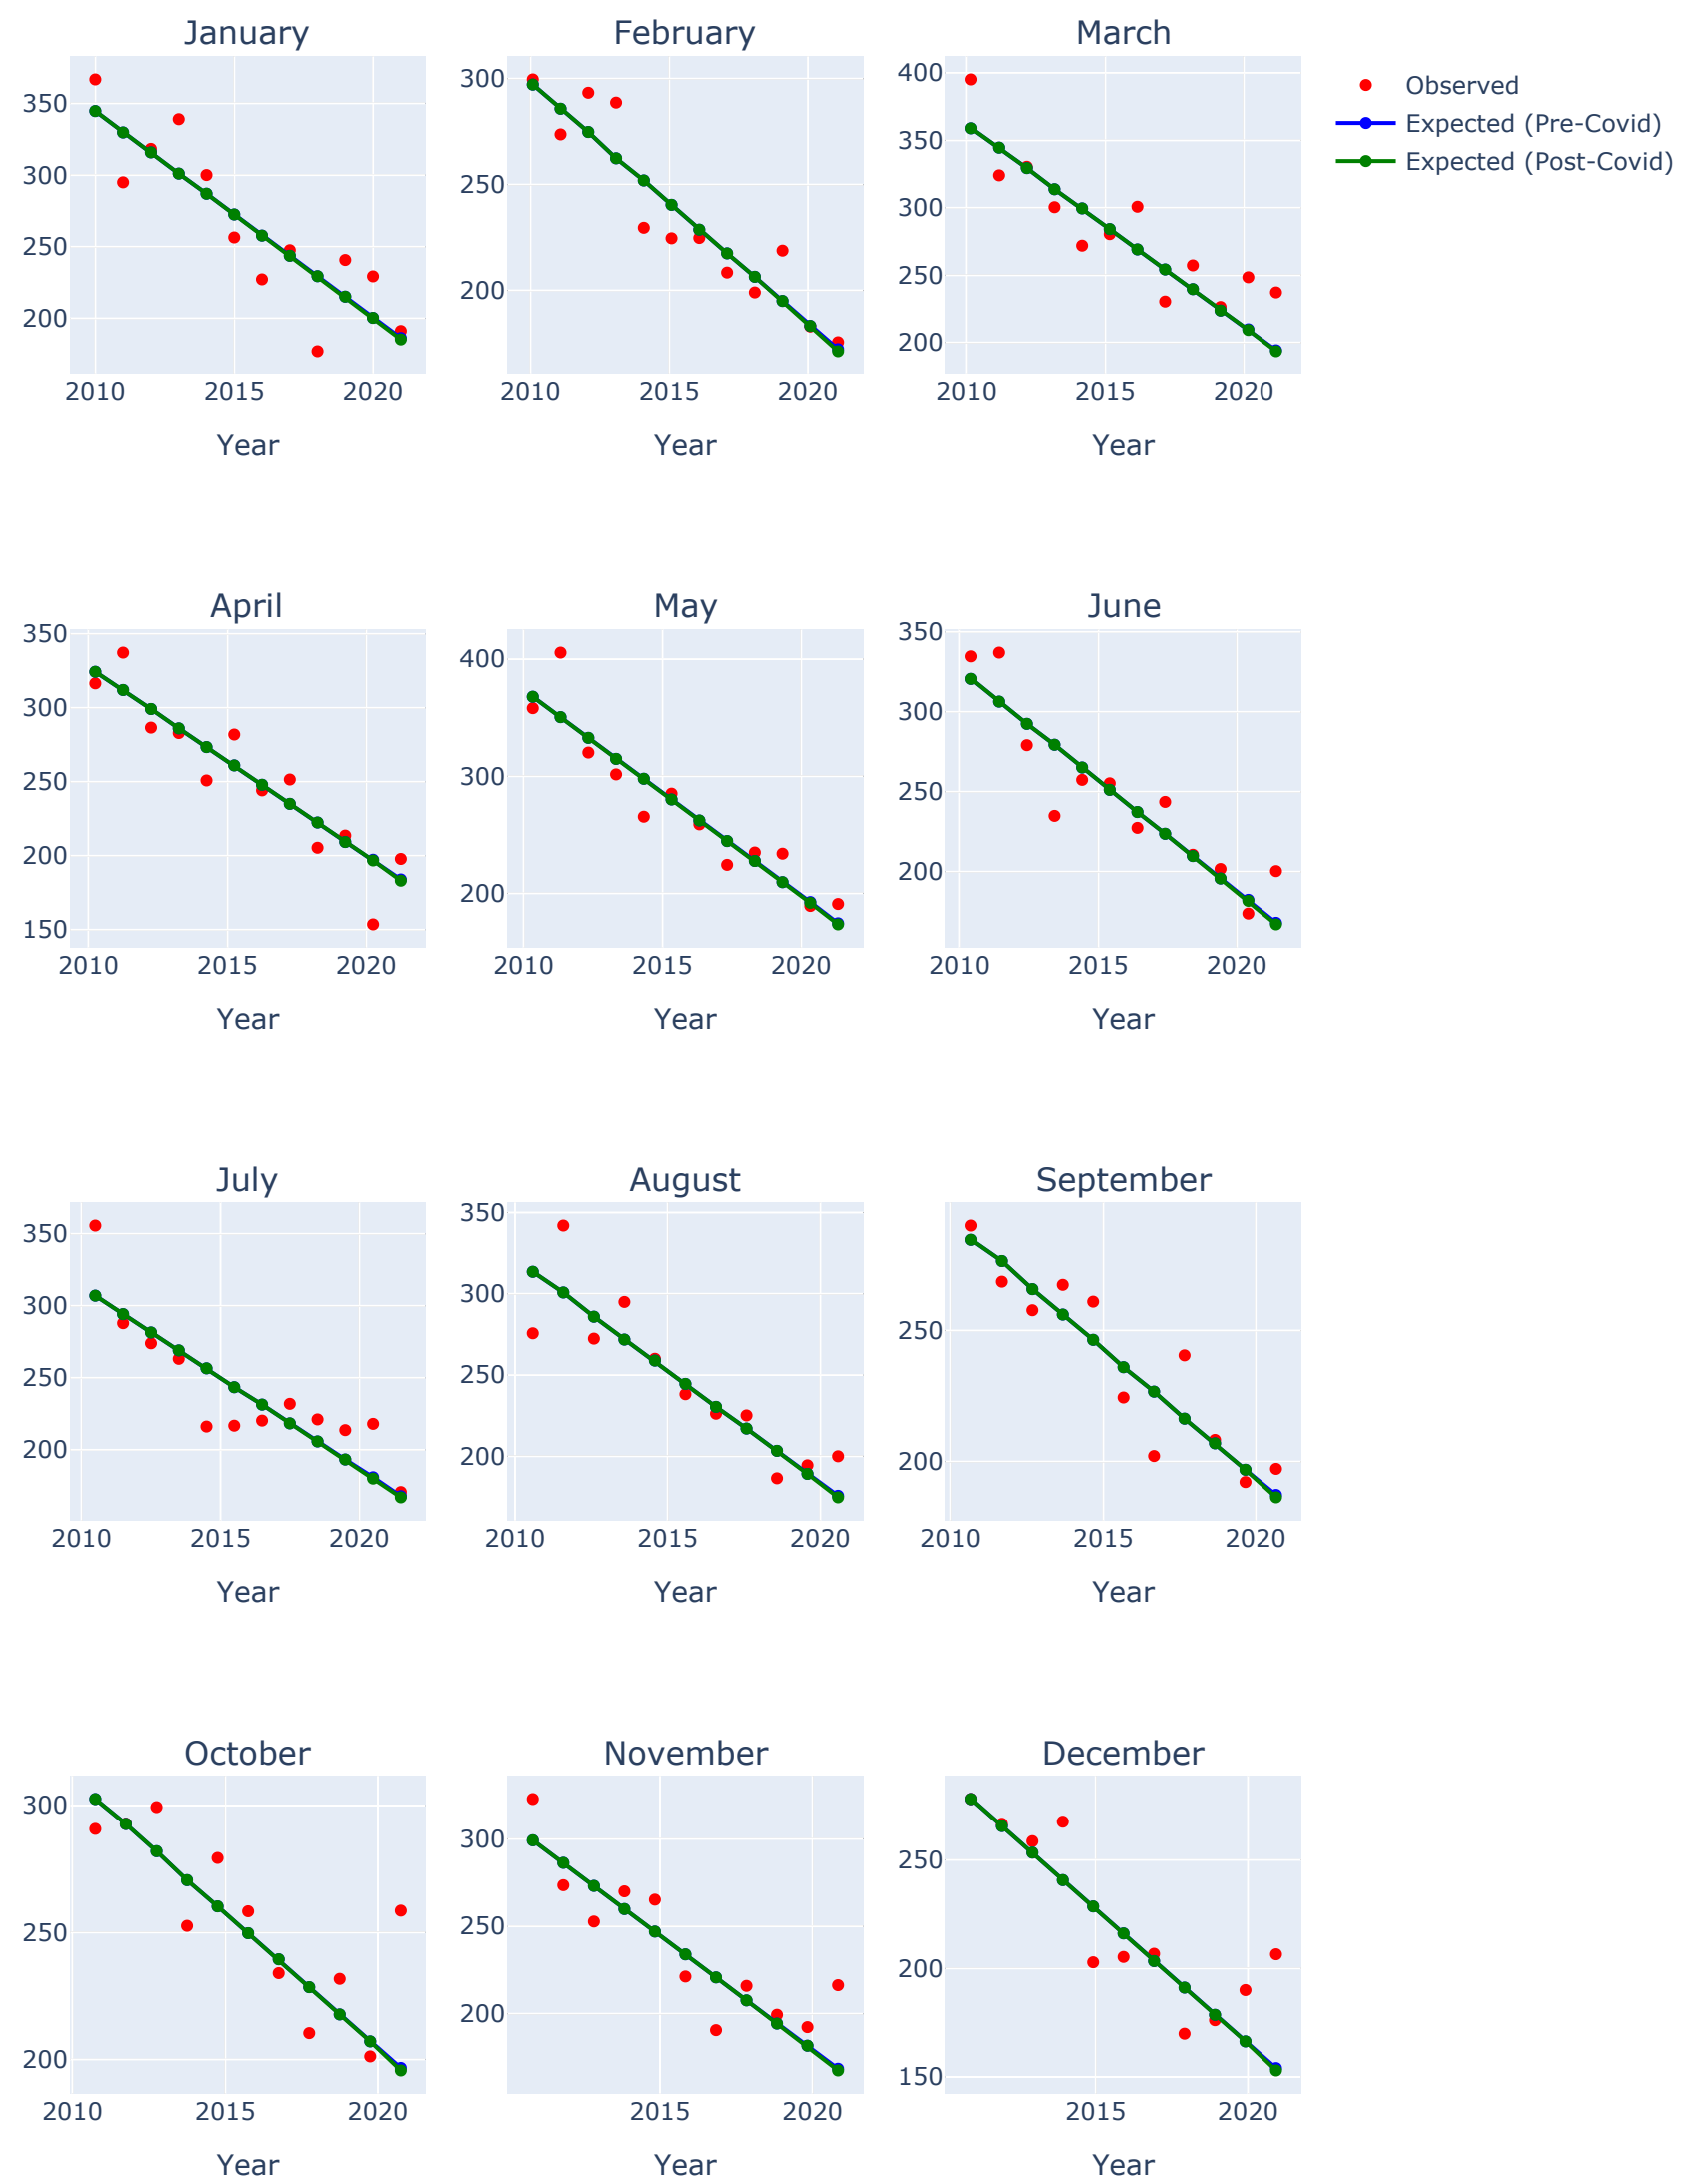 January
February
March
Observed
Expected (Pre-Covid)
Expected (Post-Covid)
350
300
250
200
2010
2015
2020
Year
300
250
200
2010
2015
2020
Year
400
350
300
250
200
2010
2015
2020
Year
April
May
June
350
300
250
200
150
2010
2015
2020
Year
400
300
200
2010
2015
2020
Year
350
300
250
200
2010
2015
2020
Year
July
August
September
350
300
250
200
2010
2015
2020
Year
350
300
250
200
2010
2015
2020
Year
250
200
2010
2015
2020
Year
October
November
December
300
250
200
2010
2015
2020
Year
300
250
200
2015
2020
Year
250
200
150
2015
2020
Year